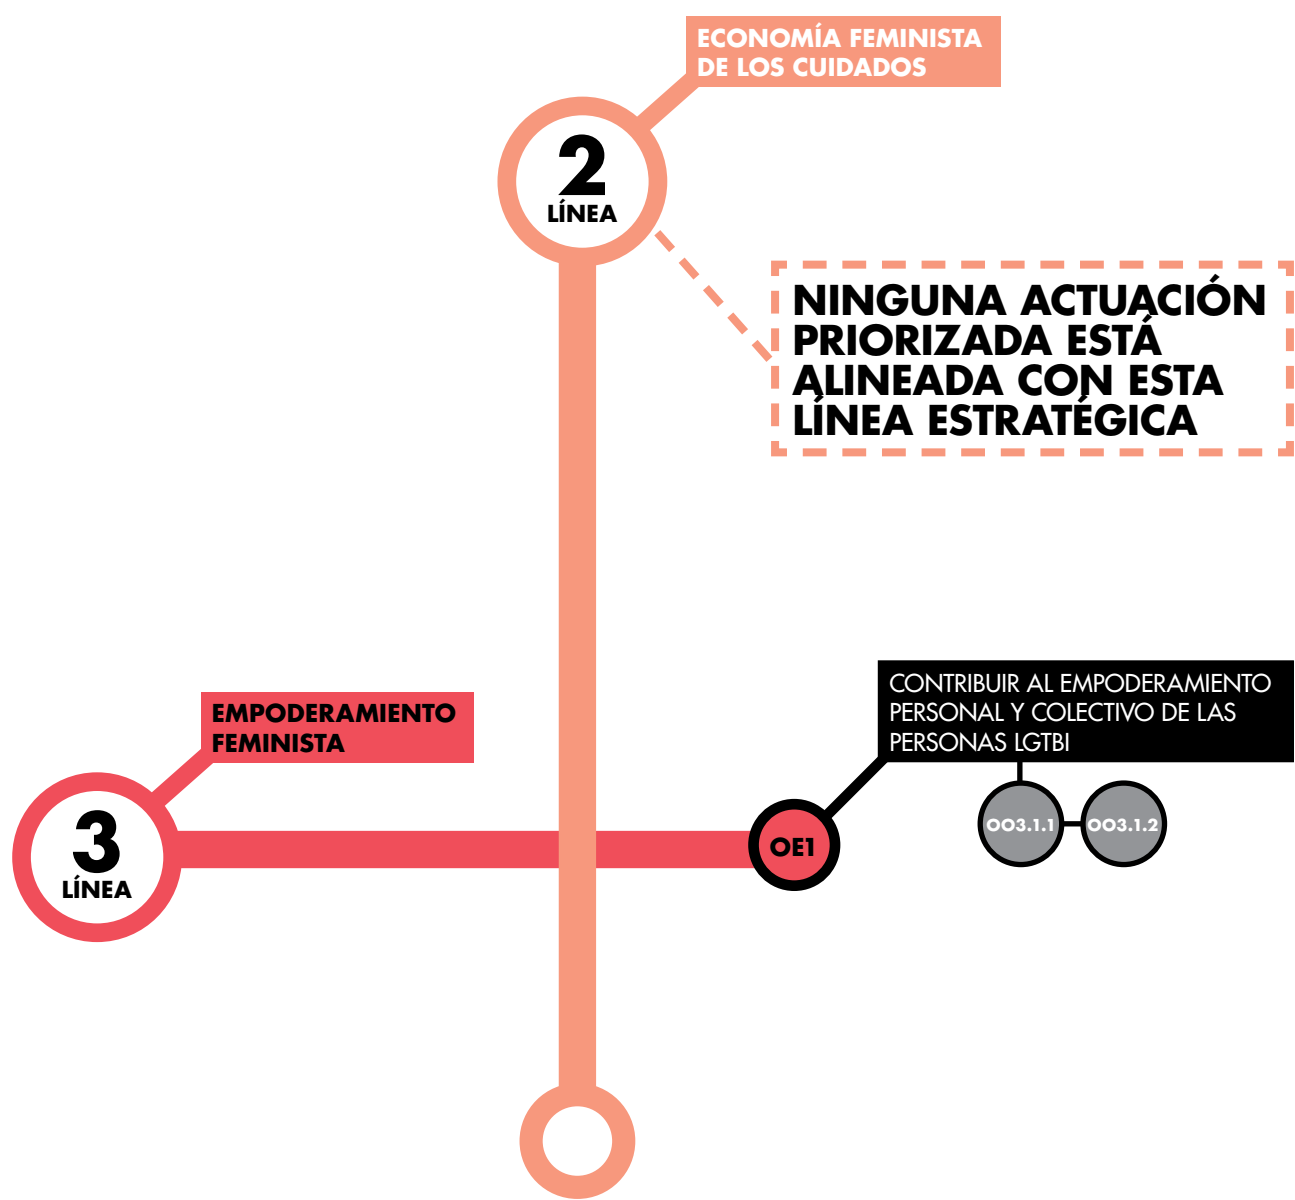 ECONOMÍA FEMINISTA
DE LOS CUIDADOS
2
LÍNEA
NINGUNA ACTUACIÓN
PRIORIZADA ESTÁ
ALINEADA CON ESTA
LÍNEA ESTRATÉGICA
EMPODERAMIENTO
FEMINISTA
3
LÍNEA
OE1
CONTRIBUIR AL EMPODERAMIENTO
PERSONAL Y COLECTIVO DE LAS
PERSONAS LGTBI
OO3.1.1
OO3.1.2